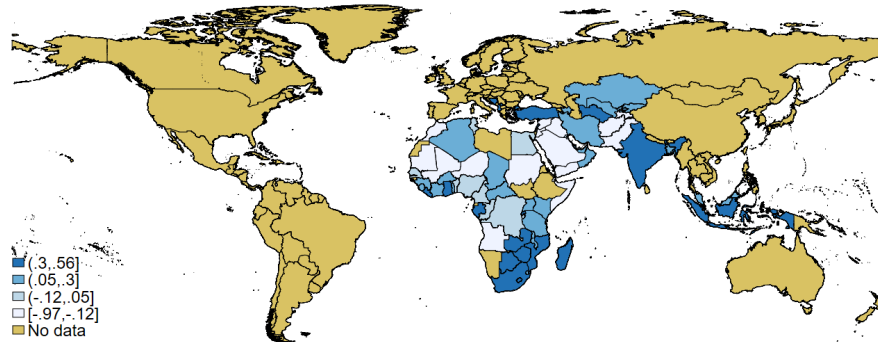 (.3,.56]
(.05,.3]
(-.12,.05]
[-.97,-.12]
No data